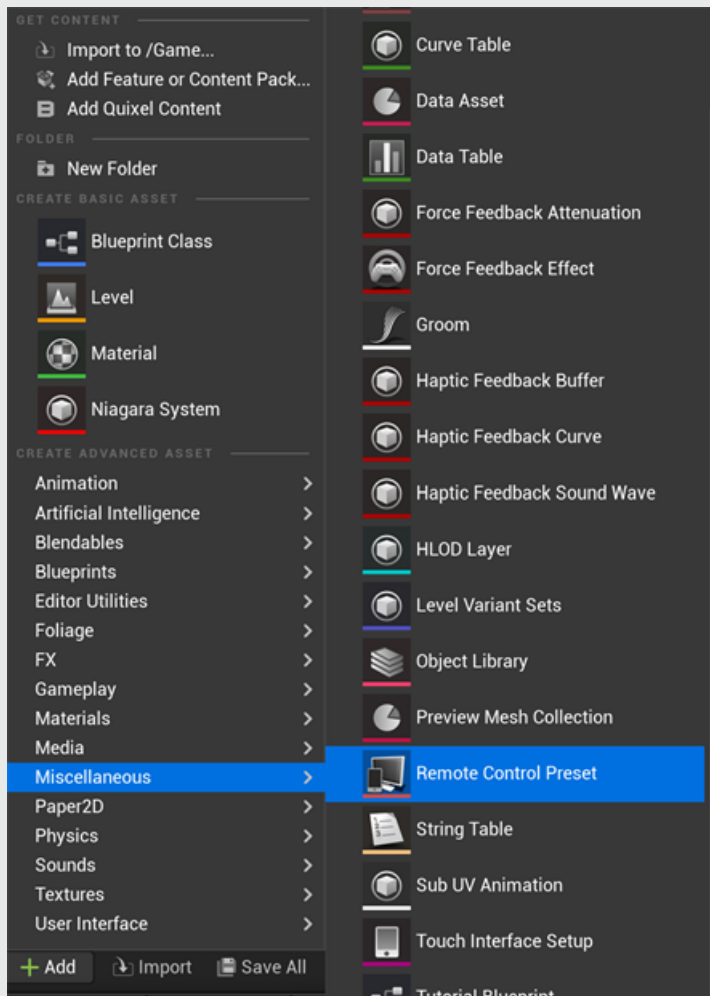 GET CONTENT
Import to /Game...
Add Feature or Content Pack...
Add Quixel Content
FOLDER
New Folder
CREATE BASIC ASSET
Blueprint Class
Level
Material
Niagara System
CREATE ADVANCED ASSET
Animation
Artificial Intelligence
Blendables
Blueprints
Editor Utilities
Foliage
FX
Gameplay
Materials
Media
Miscellaneous
Paper2D
Physics
Sounds
Textures
User Interface
Add Import Save All
Curve Table
Data Asset
Data Table
Force Feedback Attenuation
Force Feedback Effect
Groom
Haptic Feedback Buffer
Haptic Feedback Curve
Haptic Feedback Sound Wave
HLOD Layer
Level Variant Sets
Object Library
Preview Mesh Collection
Remote Control Preset
String Table
Sub UV Animation
Touch Interface Setup
Tutorial Blueprint